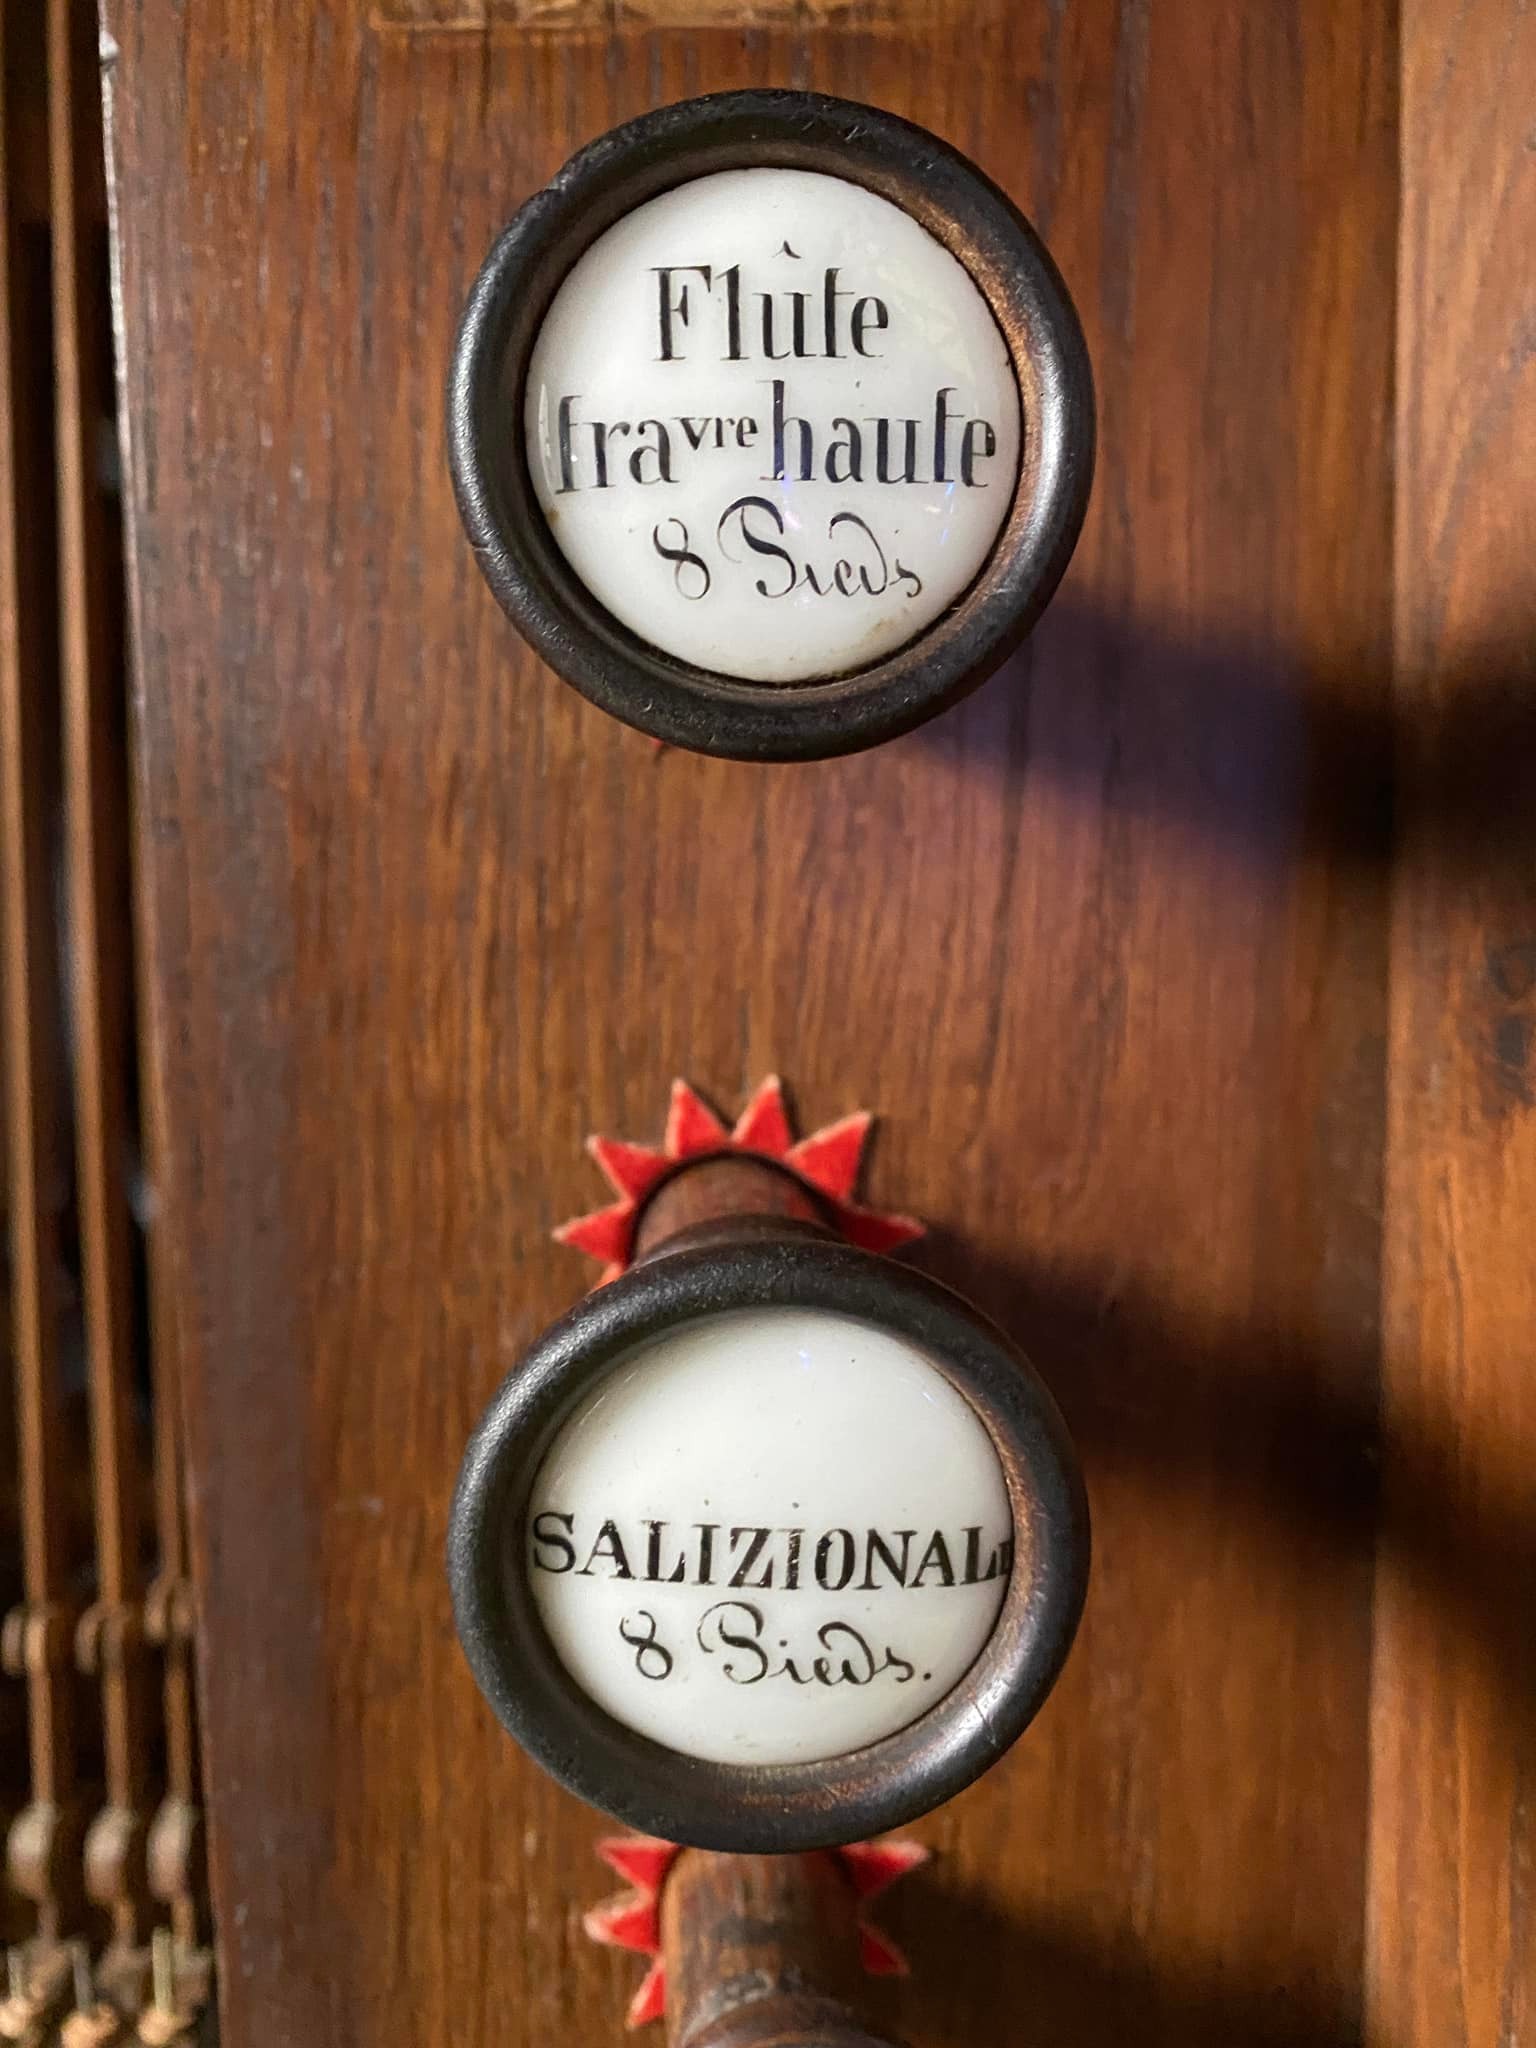 Flûte
travre haute
8 Pieds
SALIZIONAL
8 Pieds.